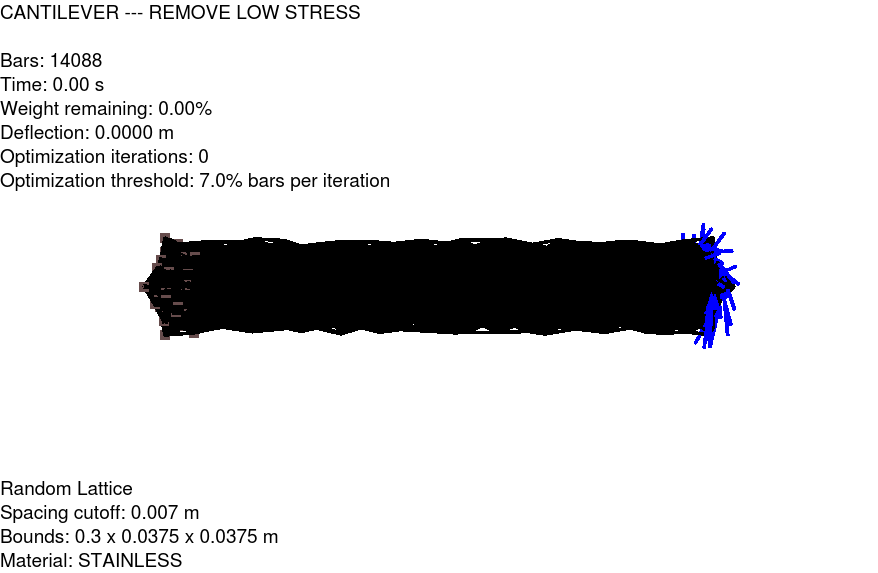 CANTILEVER --- REMOVE LOW STRESS
Bars: 14088
Time: 0.00 s
Weight remaining: 0.00%
Deflection: 0.0000 m
Optimization iterations: 0
Optimization threshold: 7.0% bars per iteration
Random Lattice
Spacing cutoff: 0.007 m
Bounds: 0.3 x 0.0375 x 0.0375 m
Material: STAINLESS